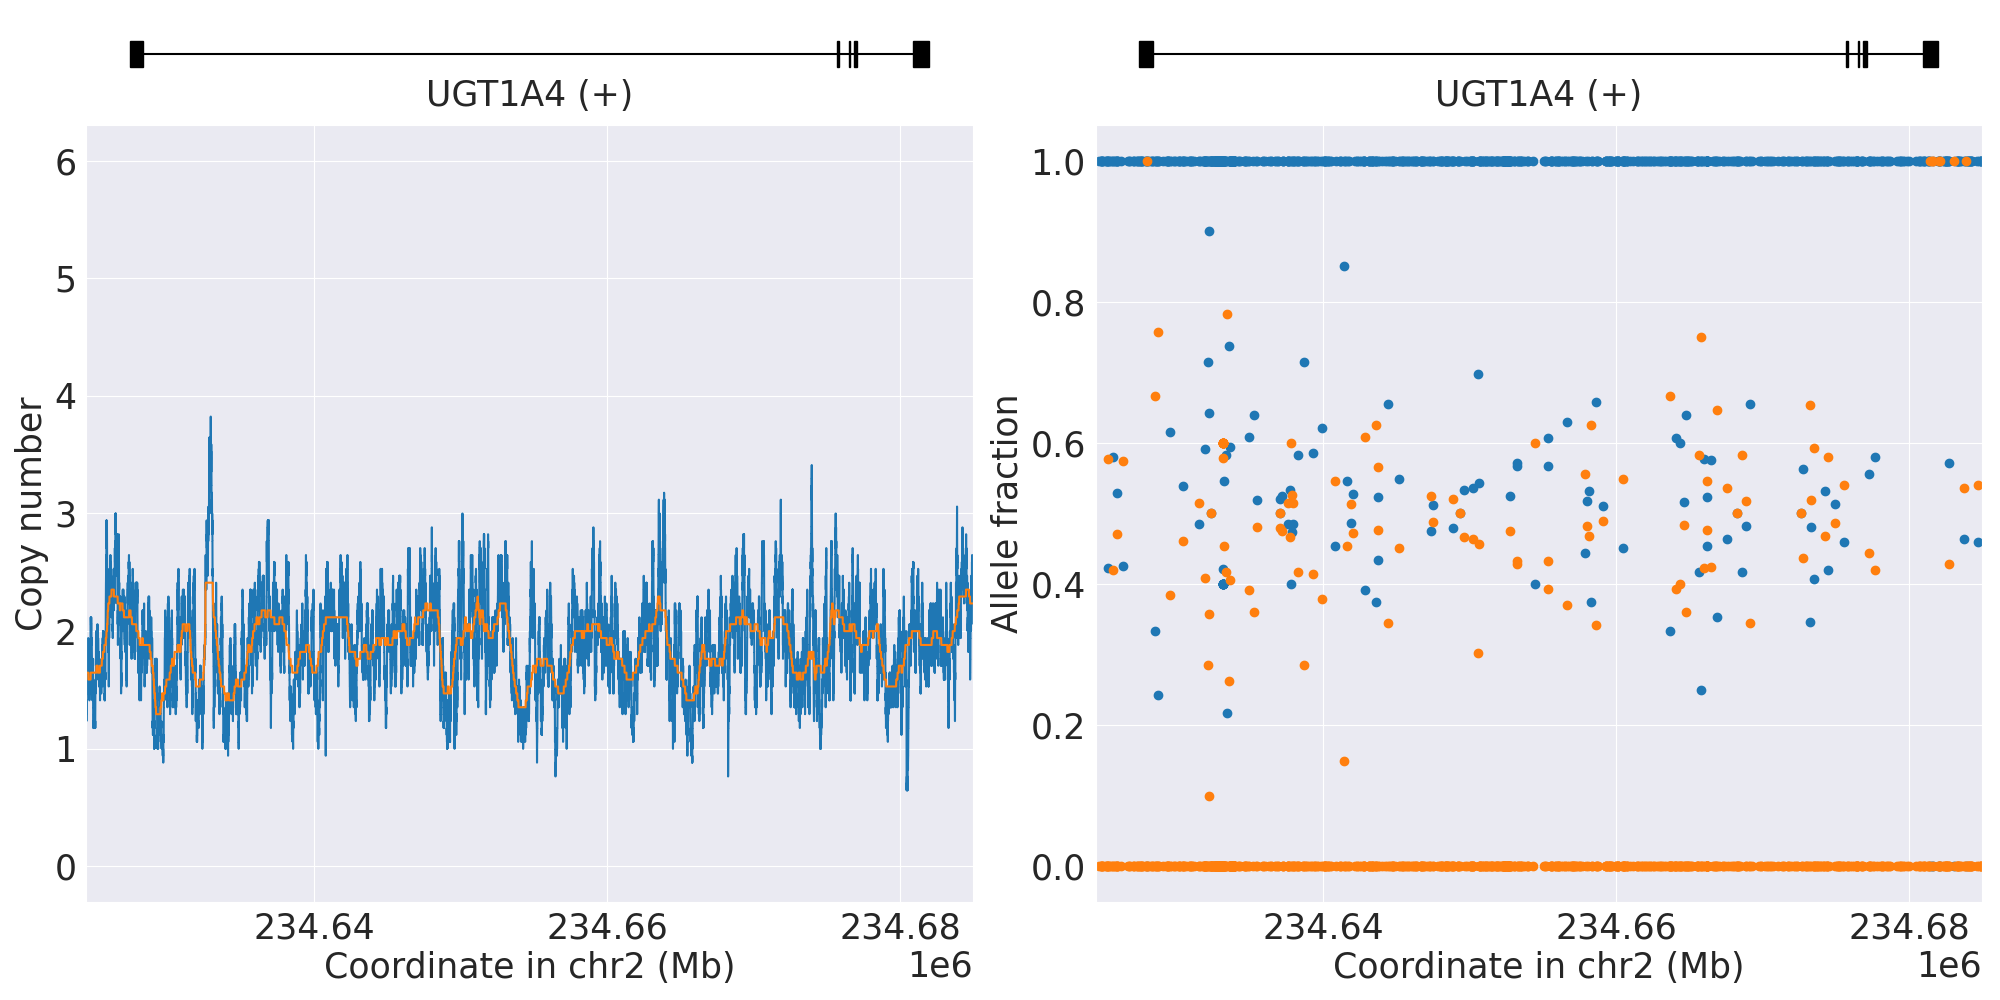 UGT1A4 (+)
6
5
4
3
2
1
0
Copy number
234.64 234.66 234.68
Coordinate in chr2 (Mb) 1e6
UGT1A4 (+)
1.0
0.8
0.6
0.4
0.2
0.0
Allele fraction
234.64 234.66 234.68
Coordinate in chr2 (Mb) 1e6